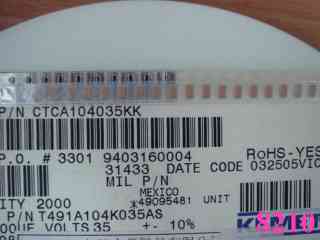 P/N CTCA104035KK
P.O. # 3301 9403160004 RoHS-YES
31433 DATE CODE 032505VIC
MIL P/N
MEXICO
ITY 2000 *49095481 UNIT
P/N T491A104K035AS
VOLTS 35 +- 10%
KEMET